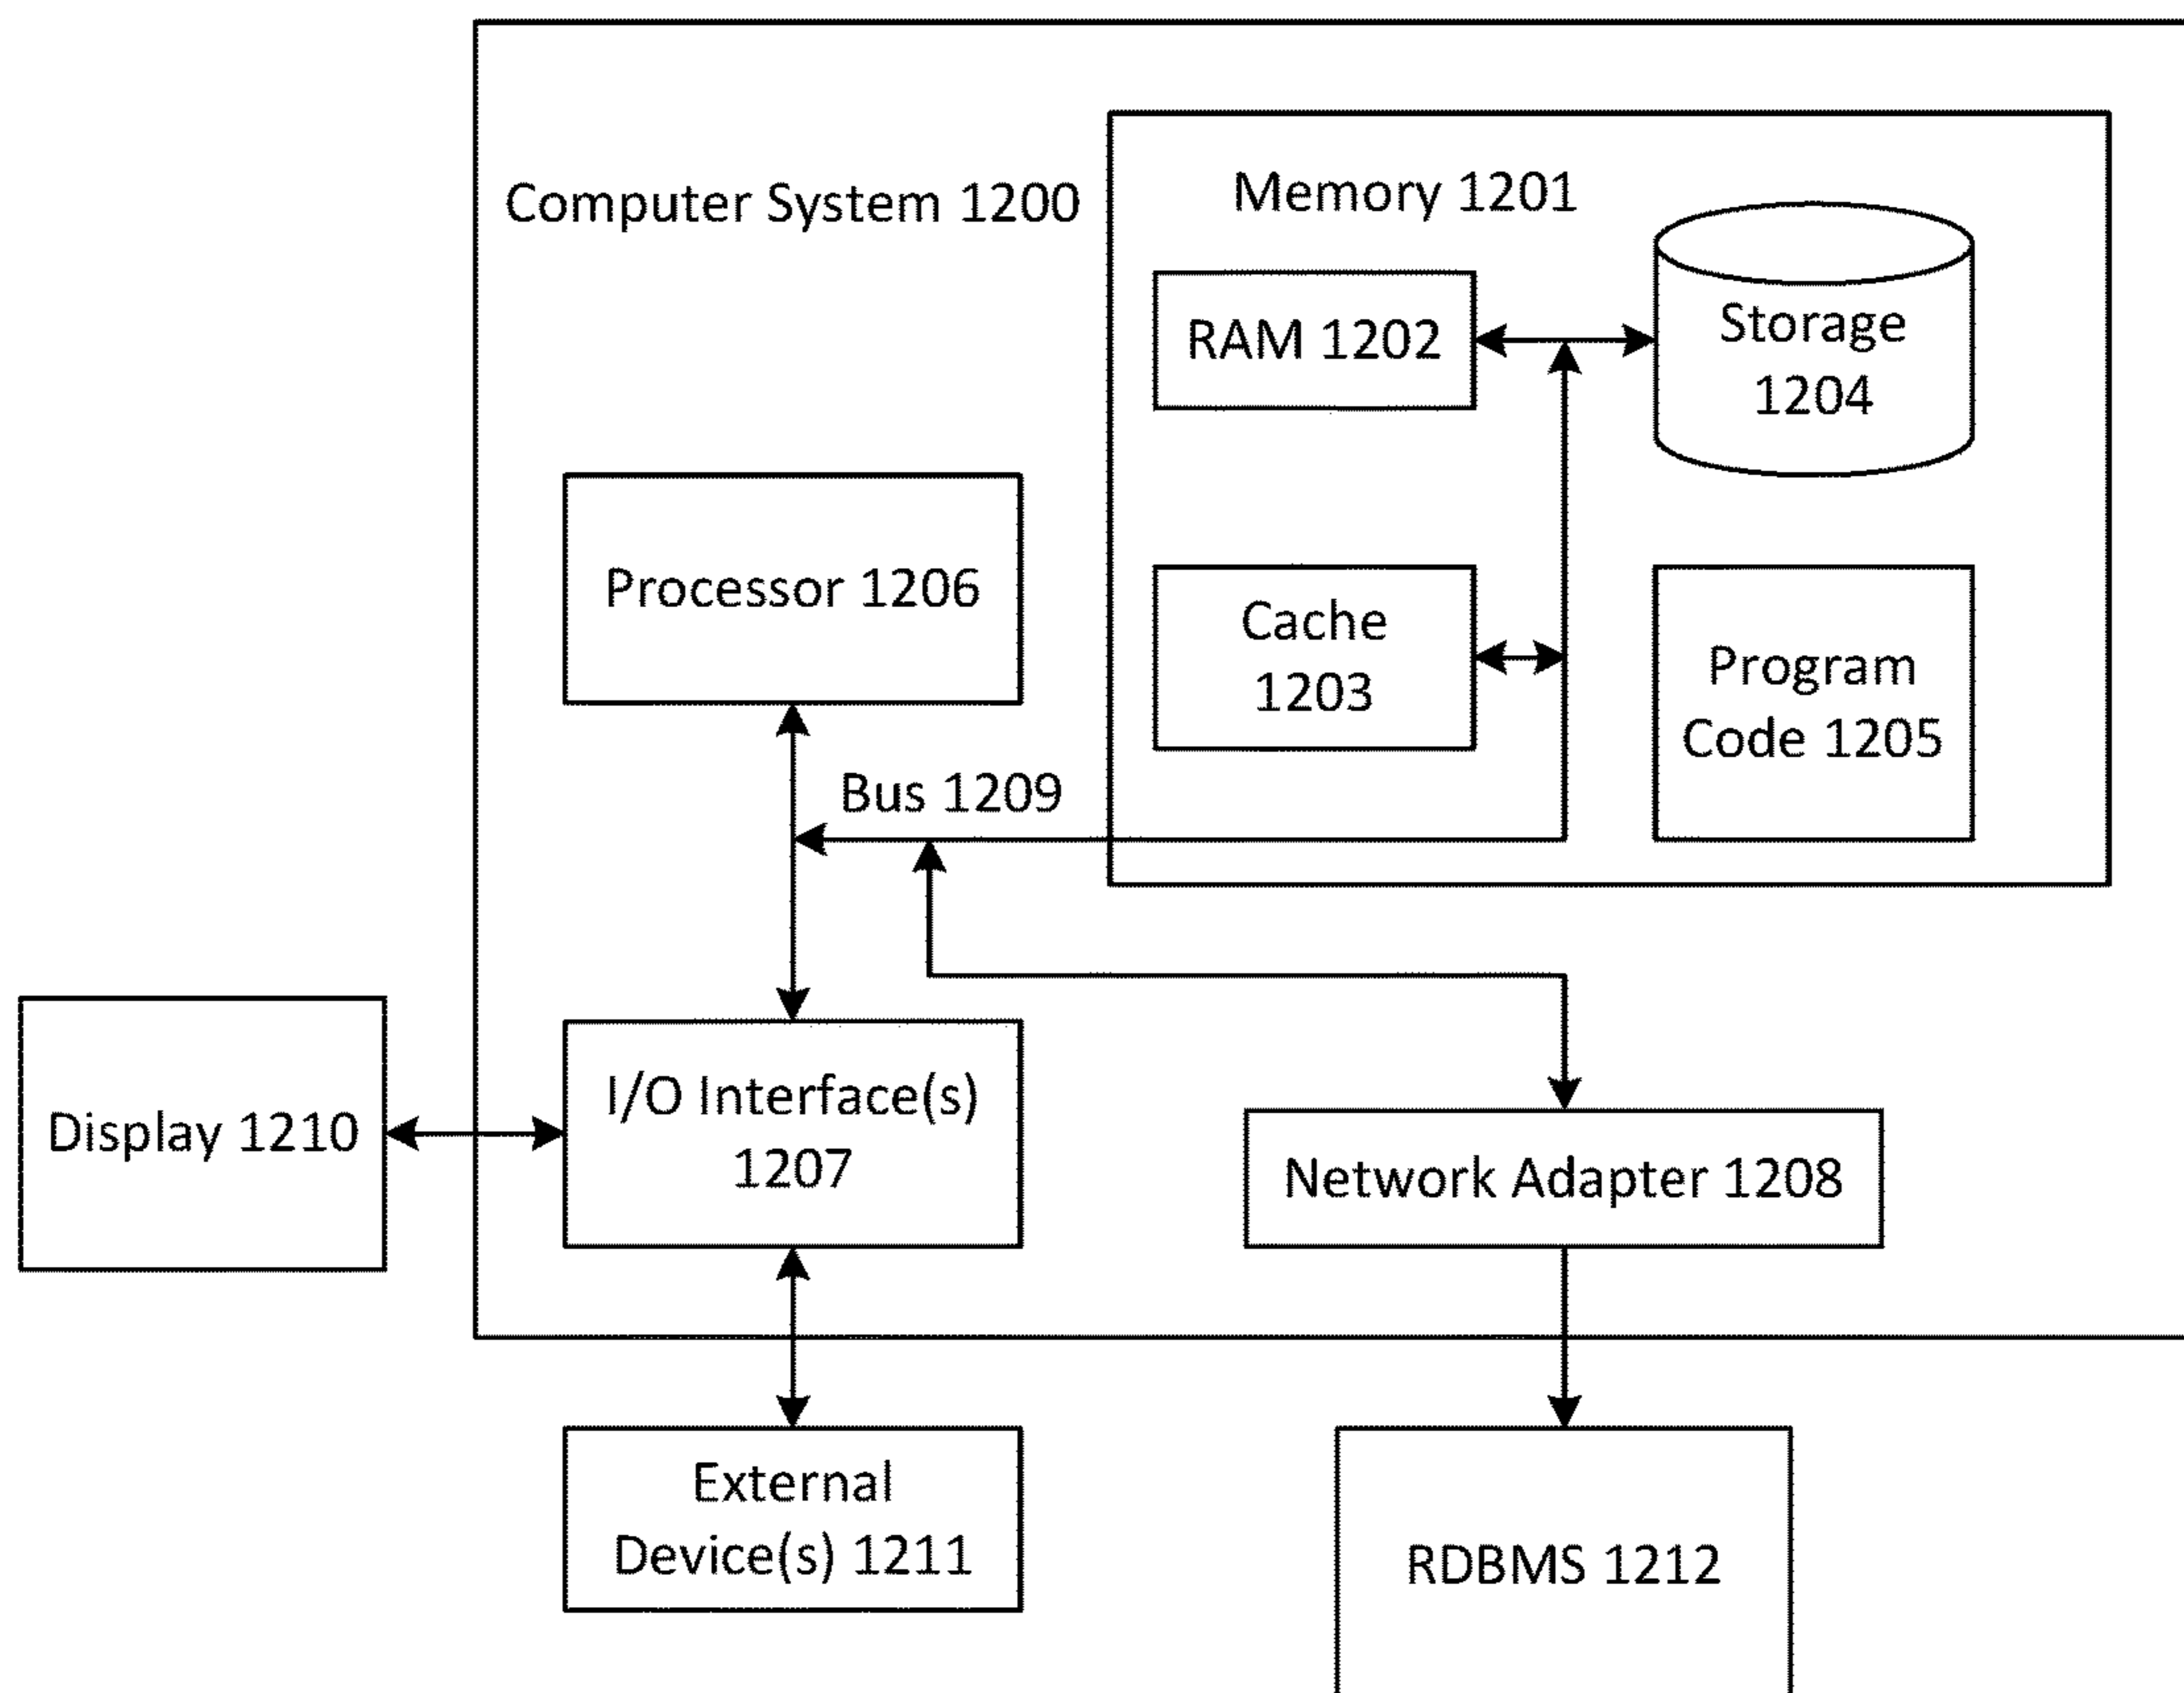 Computer System 1200
Memory 1201
RAM 1202
Storage
1204
Processor 1206
Cache
1203
Program
Code 1205
Bus 1209
Display 1210
I/O Interface(s)
1207
Network Adapter 1208
External
Device(s) 1211
RDBMS 1212